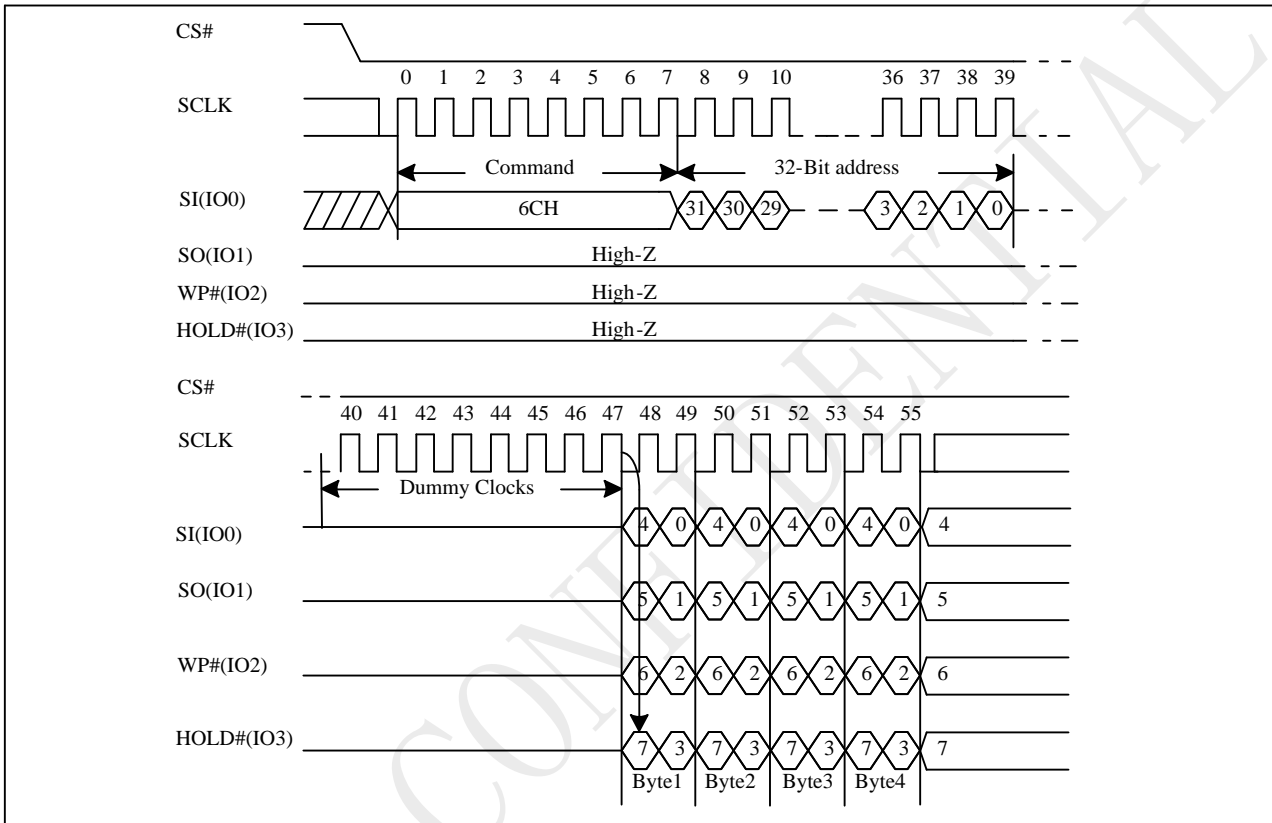 CS#
0 1 2 3 4 5 6 7 8 9 10 36 37 38 39
SCLK
Command 32-Bit address
SI(IO0) 6CH 31 30 29 3 2 1 0
SO(IO1) High-Z
WP#(IO2) High-Z
HOLD#(IO3) High-Z
CS#
40 41 42 43 44 45 46 47 48 49 50 51 52 53 54 55
SCLK
Dummy Clocks
SI(IO0) 4 0 4 0 4 0 4 0 4
SO(IO1) 5 1 5 1 5 1 5 1 5
WP#(IO2) 6 2 6 2 6 2 6 2 6
HOLD#(IO3) 7 3 7 3 7 3 7 3 7
Byte1 Byte2 Byte3 Byte4
CONFIDENTIAL